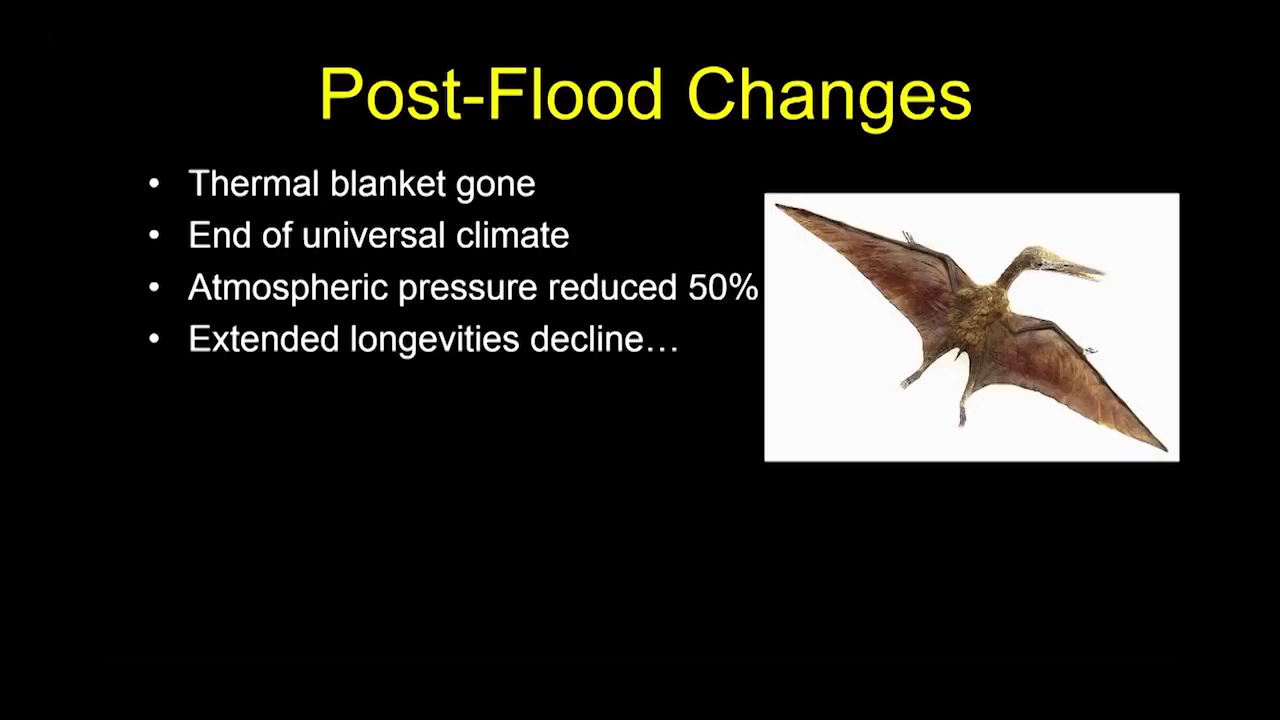 Post-Flood Changes
• Thermal blanket gone
• End of universal climate
• Atmospheric pressure reduced 50%
• Extended longevities decline…